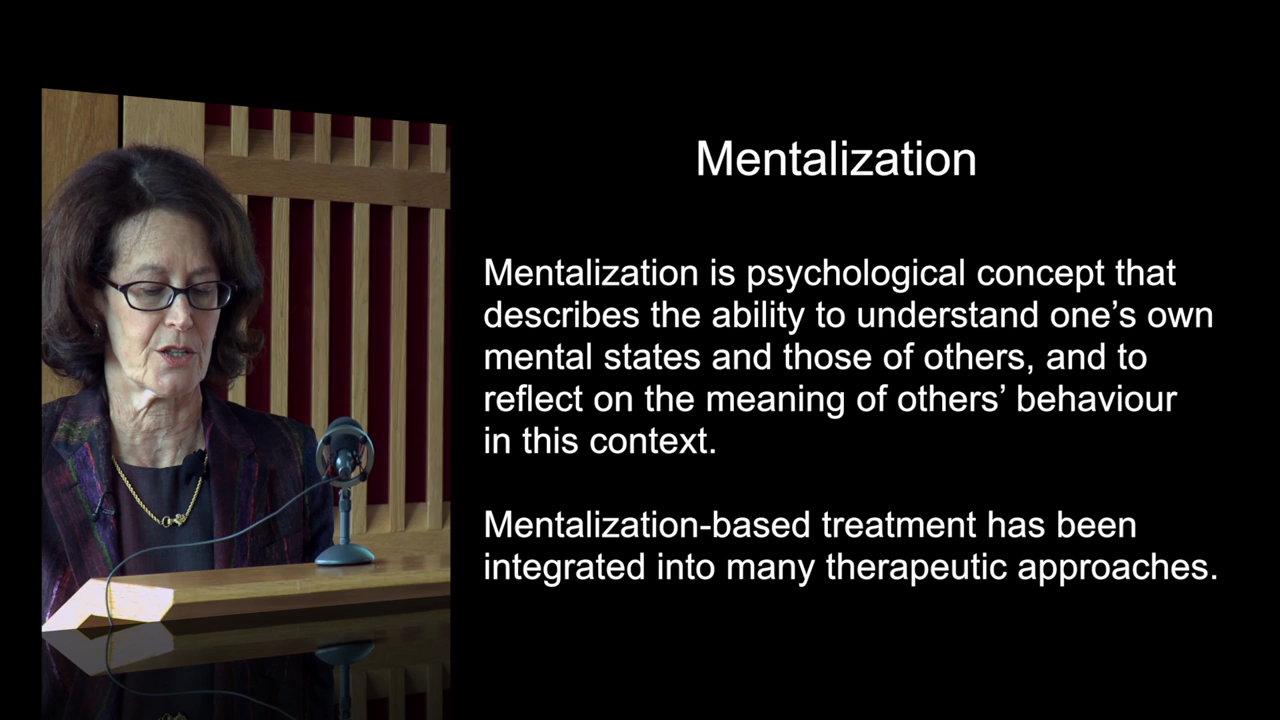 Mentalization
Mentalization is psychological concept that
describes the ability to understand one’s own
mental states and those of others, and to
reflect on the meaning of others’ behaviour
in this context.
Mentalization-based treatment has been
integrated into many therapeutic approaches.